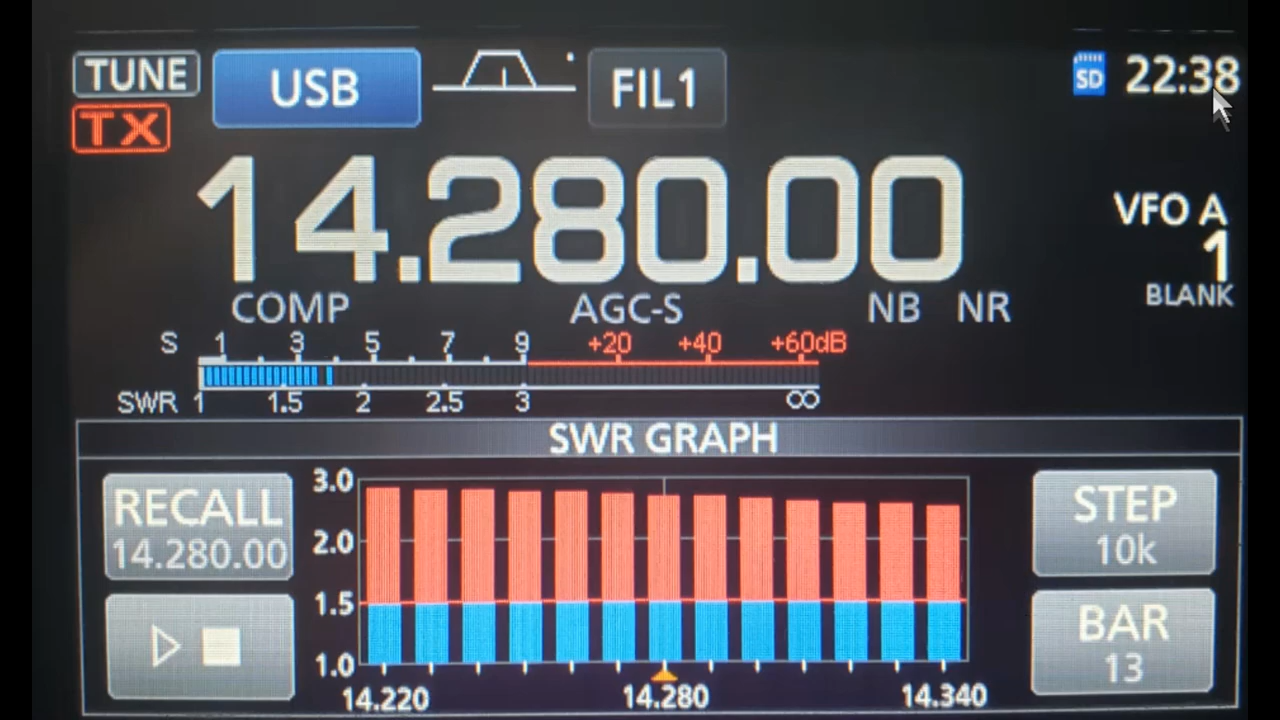 TUNE USB FIL1 SD 22:38
TX
14.280.00
VFO A
1
BLANK
COMP AGC-S NB NR
S 1 3 5 7 9 +20 +40 +60dB
SWR 1 1.5 2 2.5 3 ∞
SWR GRAPH
RECALL
14.280.00
3.0
2.0
1.5
1.0
14.220 14.280 14.340
STEP
10k
BAR
13